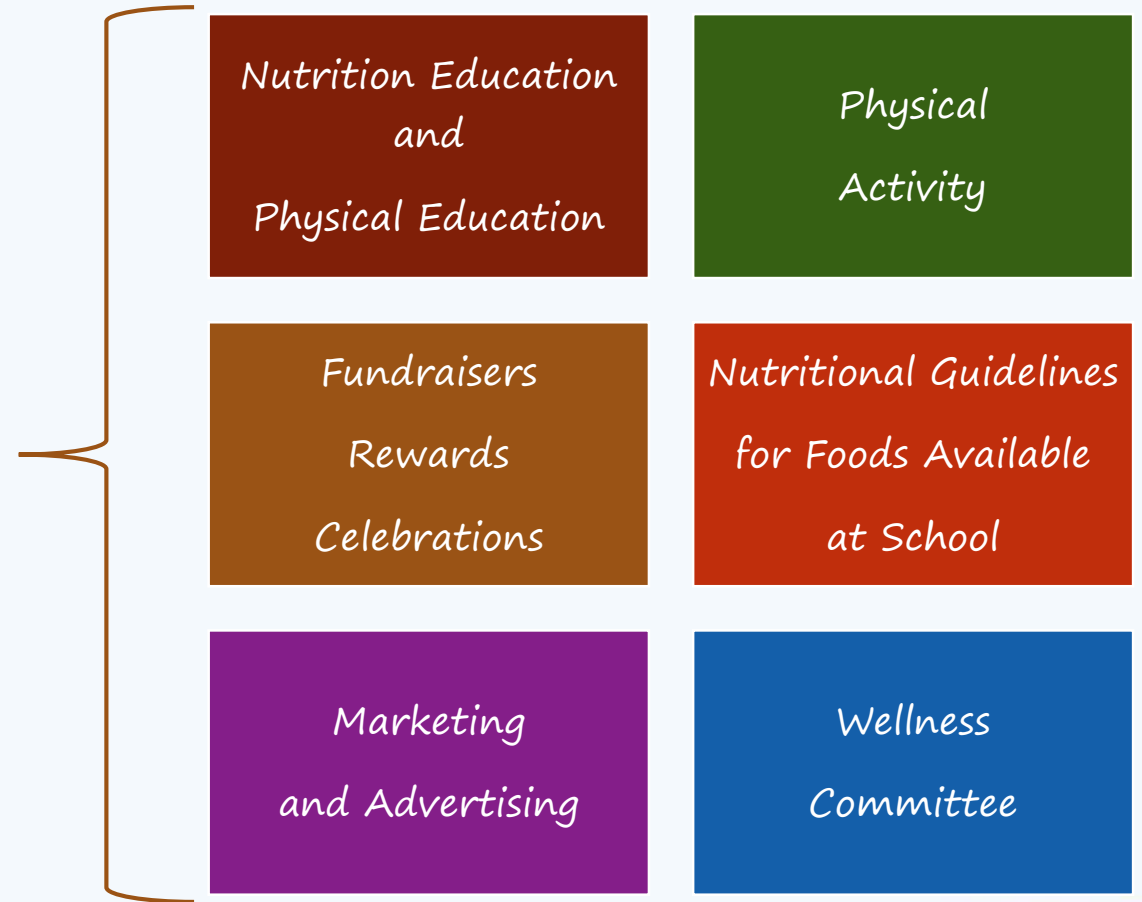 Nutrition Education
and
Physical Education
Physical
Activity
Fundraisers
Rewards
Celebrations
Nutritional Guidelines
for Foods Available
at School
Marketing
and Advertising
Wellness
Committee